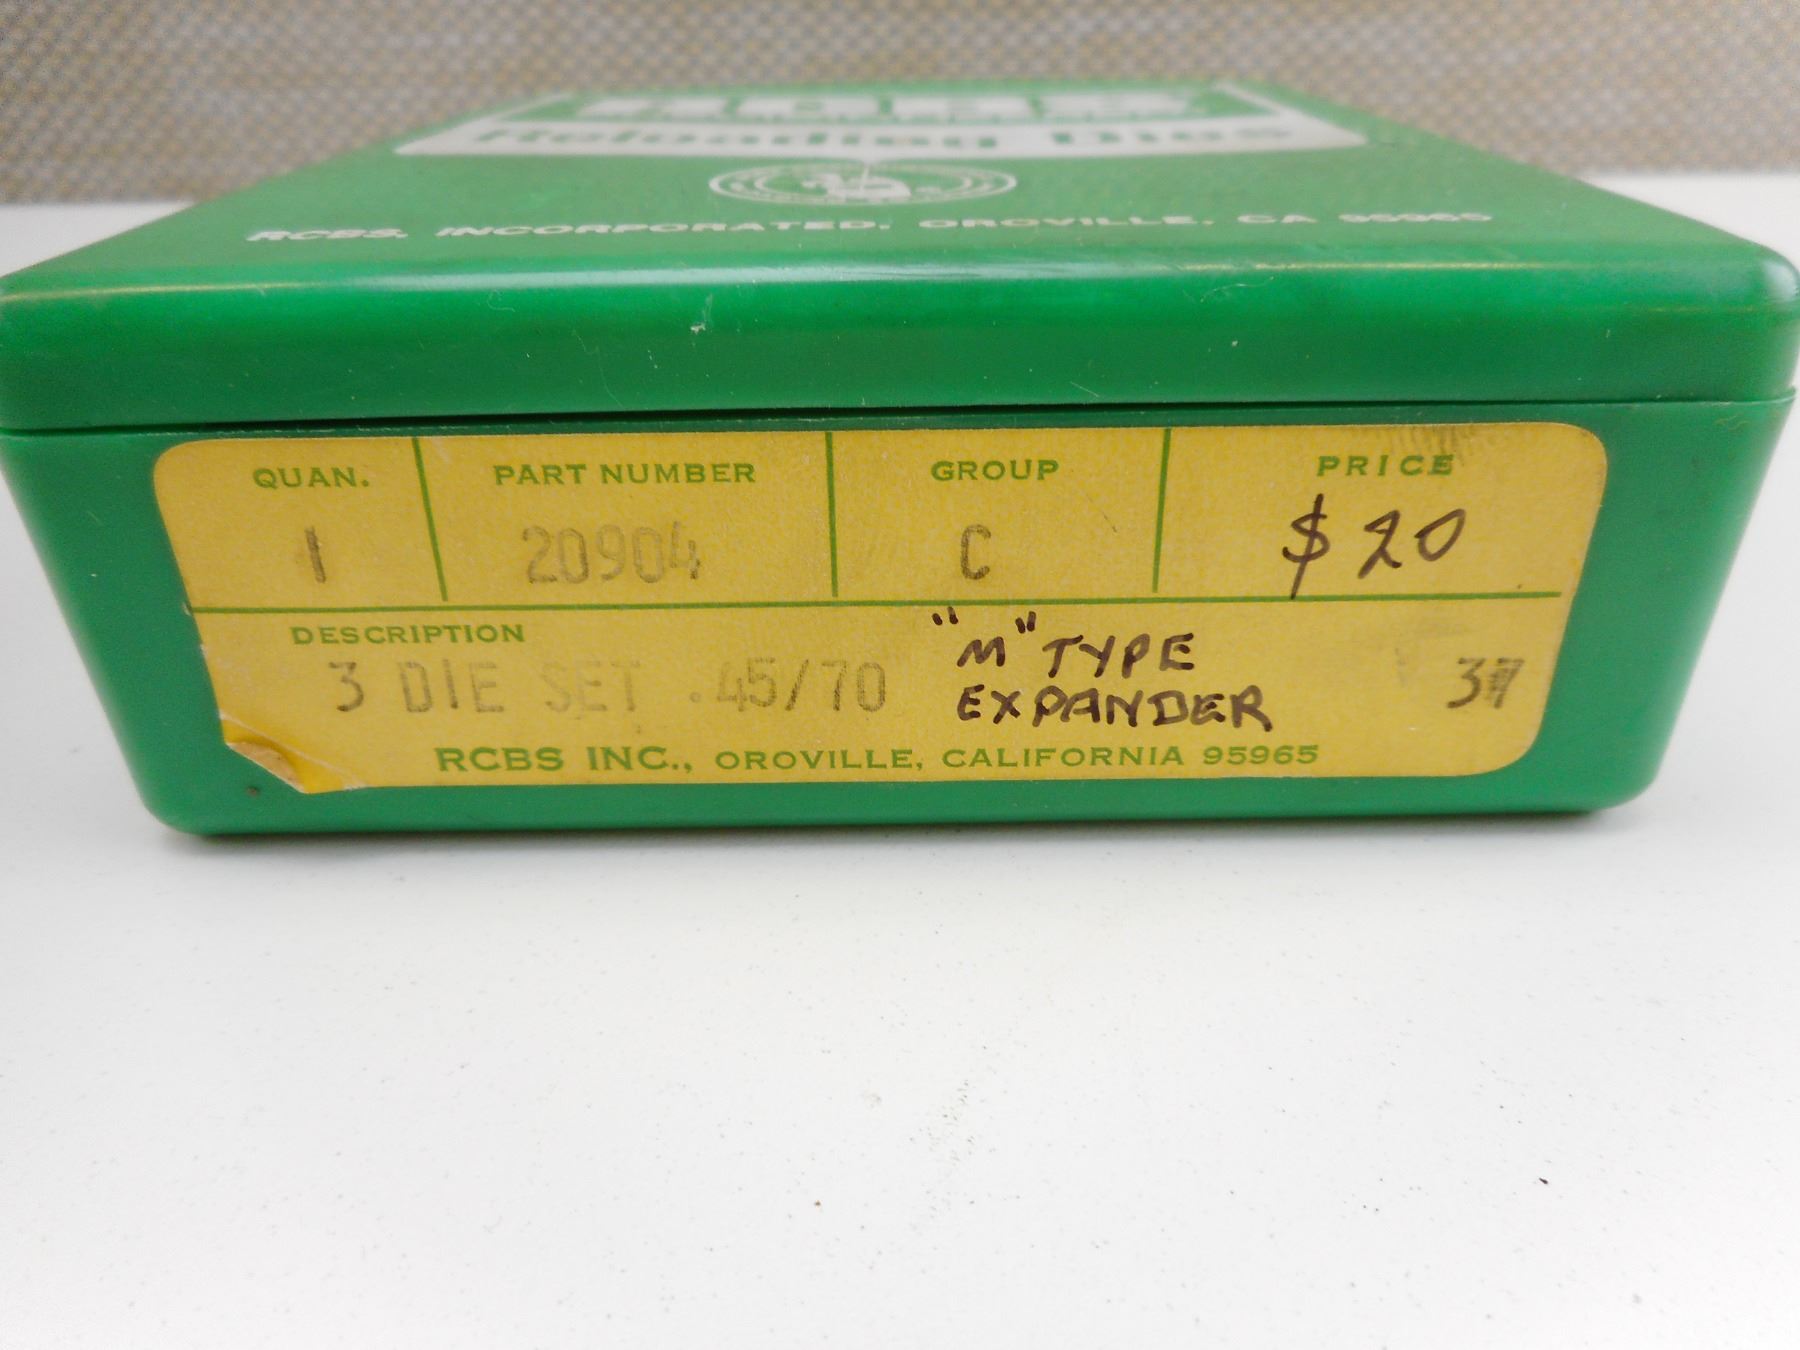 RCBS
Reloading Dies
RCBS, INCORPORATED, OROVILLE, CA 95965
QUAN. PART NUMBER GROUP PRICE
1 20904 C $20
DESCRIPTION
3 DIE SET .45/70 "M" TYPE
EXPANDER
RCBS INC., OROVILLE, CALIFORNIA 95965